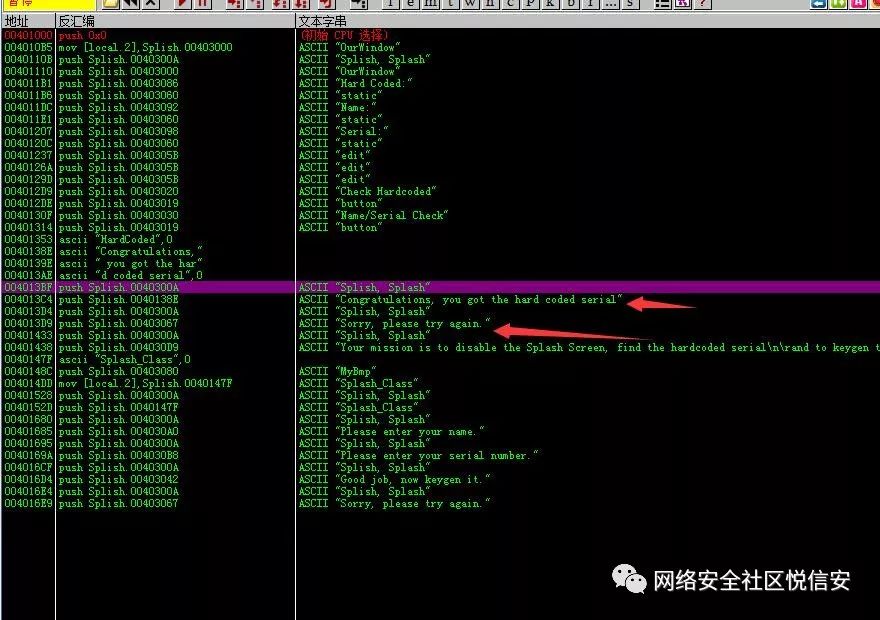 暂停 l e m t w h c p k b r ... s ?
地址 反汇编 文本字串
00401000 push 0x0 (初始 CPU 选择)
004010B5 mov [local.2],Splish.00403000 ASCII "OurWindow"
0040110B push Splish.0040300A ASCII "Splish, Splash"
00401110 push Splish.00403000 ASCII "OurWindow"
004011B1 push Splish.00403086 ASCII "Hard Coded:"
004011B6 push Splish.00403060 ASCII "static"
004011DC push Splish.00403092 ASCII "Name:"
004011E1 push Splish.00403060 ASCII "static"
00401207 push Splish.00403098 ASCII "Serial:"
0040120C push Splish.00403060 ASCII "static"
00401237 push Splish.0040305B ASCII "edit"
0040126A push Splish.0040305B ASCII "edit"
0040129D push Splish.0040305B ASCII "edit"
004012D9 push Splish.00403020 ASCII "Check Hardcoded"
004012DE push Splish.00403019 ASCII "button"
0040130F push Splish.00403030 ASCII "Name/Serial Check"
00401314 push Splish.00403019 ASCII "button"
00401353 ascii "HardCoded",0
0040138E ascii "Congratulations,"
0040139E ascii " you got the har"
004013AE ascii "d coded serial",0
004013BF push Splish.0040300A ASCII "Splish, Splash"
004013C4 push Splish.0040138E ASCII "Congratulations, you got the hard coded serial"
004013D4 push Splish.0040300A ASCII "Splish, Splash"
004013D9 push Splish.00403067 ASCII "Sorry, please try again."
00401433 push Splish.0040300A ASCII "Splish, Splash"
00401438 push Splish.004030D9 ASCII "Your mission is to disable the Splash Screen, find the hardcoded serial\n\rand to keygen t
0040147F ascii "Splash_Class",0
0040148C push Splish.00403080 ASCII "MyBmp"
004014DD mov [local.2],Splish.0040147F ASCII "Splash_Class"
00401528 push Splish.0040300A ASCII "Splish, Splash"
0040152D push Splish.0040147F ASCII "Splash_Class"
00401680 push Splish.0040300A ASCII "Splish, Splash"
00401685 push Splish.004030A0 ASCII "Please enter your name."
00401695 push Splish.0040300A ASCII "Splish, Splash"
0040169A push Splish.004030B8 ASCII "Please enter your serial number."
004016CF push Splish.0040300A ASCII "Splish, Splash"
004016D4 push Splish.00403042 ASCII "Good job, now keygen it."
004016E4 push Splish.0040300A ASCII "Splish, Splash"
004016E9 push Splish.00403067 ASCII "Sorry, please try again."
网络安全社区悦信安